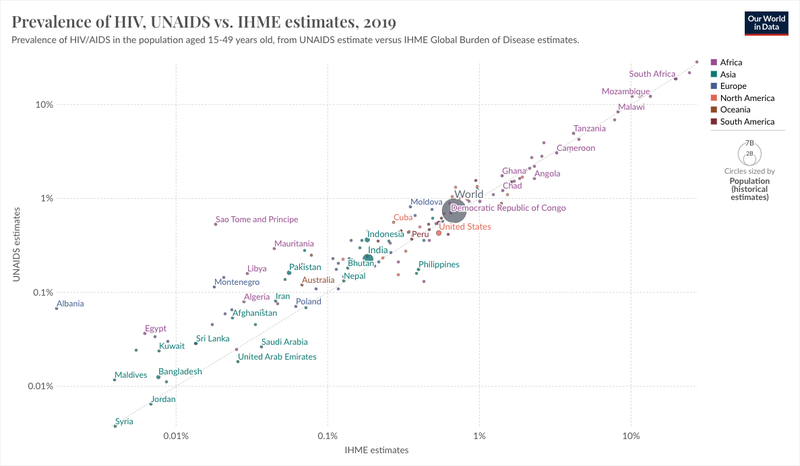 Prevalence of HIV, UNAIDS vs. IHME estimates, 2019
Prevalence of HIV/AIDS in the population aged 15-49 years old, from UNAIDS estimate versus IHME Global Burden of Disease estimates.
Our World
in Data
Africa
Asia
Europe
North America
Oceania
South America
7B
2B
Circles sized by
Population
(historical
estimates)
UNAIDS estimates
10%
1%
0.1%
0.01%
South Africa
Mozambique
Malawi
Tanzania
Cameroon
Ghana
Angola
Chad
World
Moldova
Democratic Republic of Congo
Cuba
Sao Tome and Principe
United States
Indonesia
Peru
Mauritania
India
Bhutan
Philippines
Libya
Pakistan
Nepal
Montenegro
Australia
Algeria
Iran
Poland
Albania
Afghanistan
Egypt
Sri Lanka
Saudi Arabia
Kuwait
United Arab Emirates
Maldives
Bangladesh
Jordan
Syria
0.01%
0.1%
1%
10%
IHME estimates